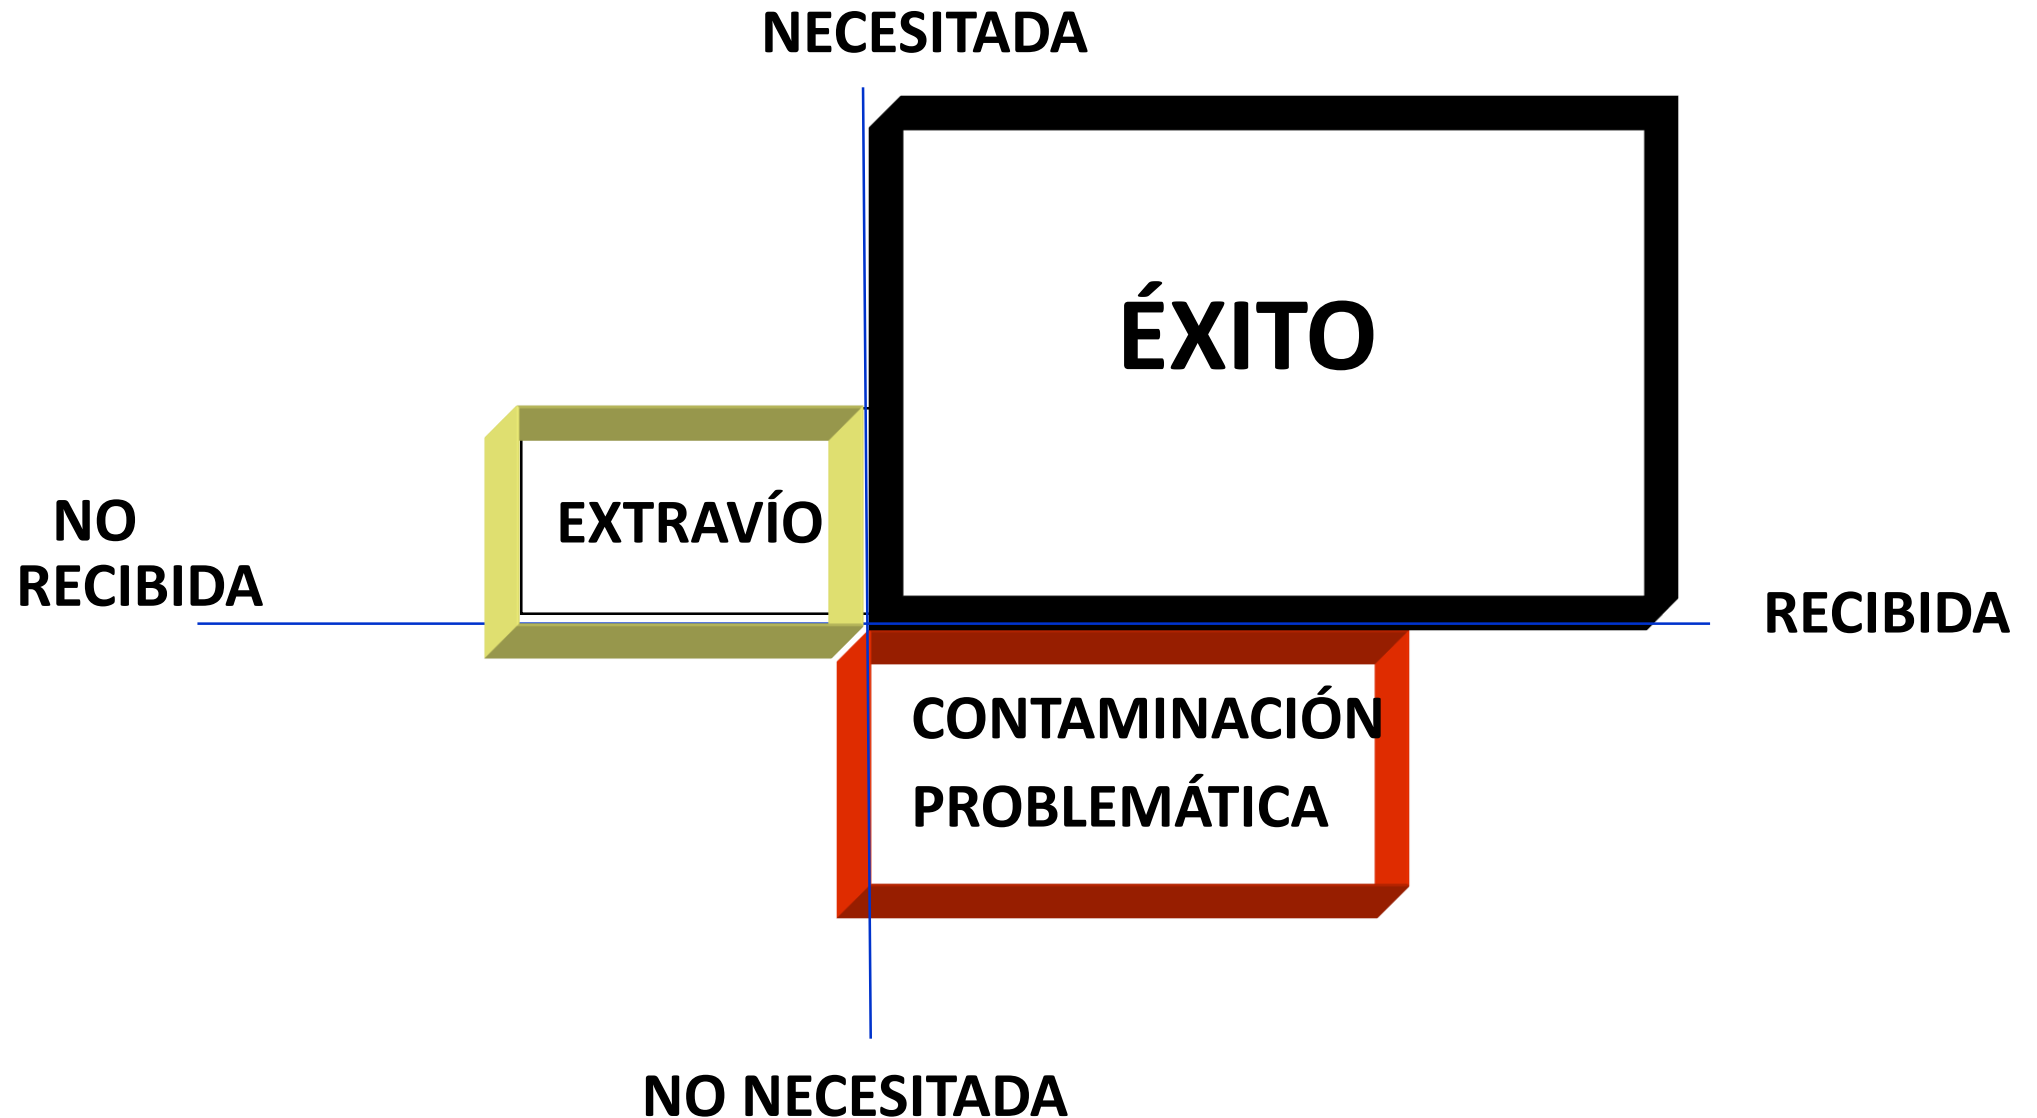 NECESITADA
ÉXITO
EXTRAVÍO
NO
RECIBIDA
RECIBIDA
CONTAMINACIÓN
PROBLEMÁTICA
NO NECESITADA